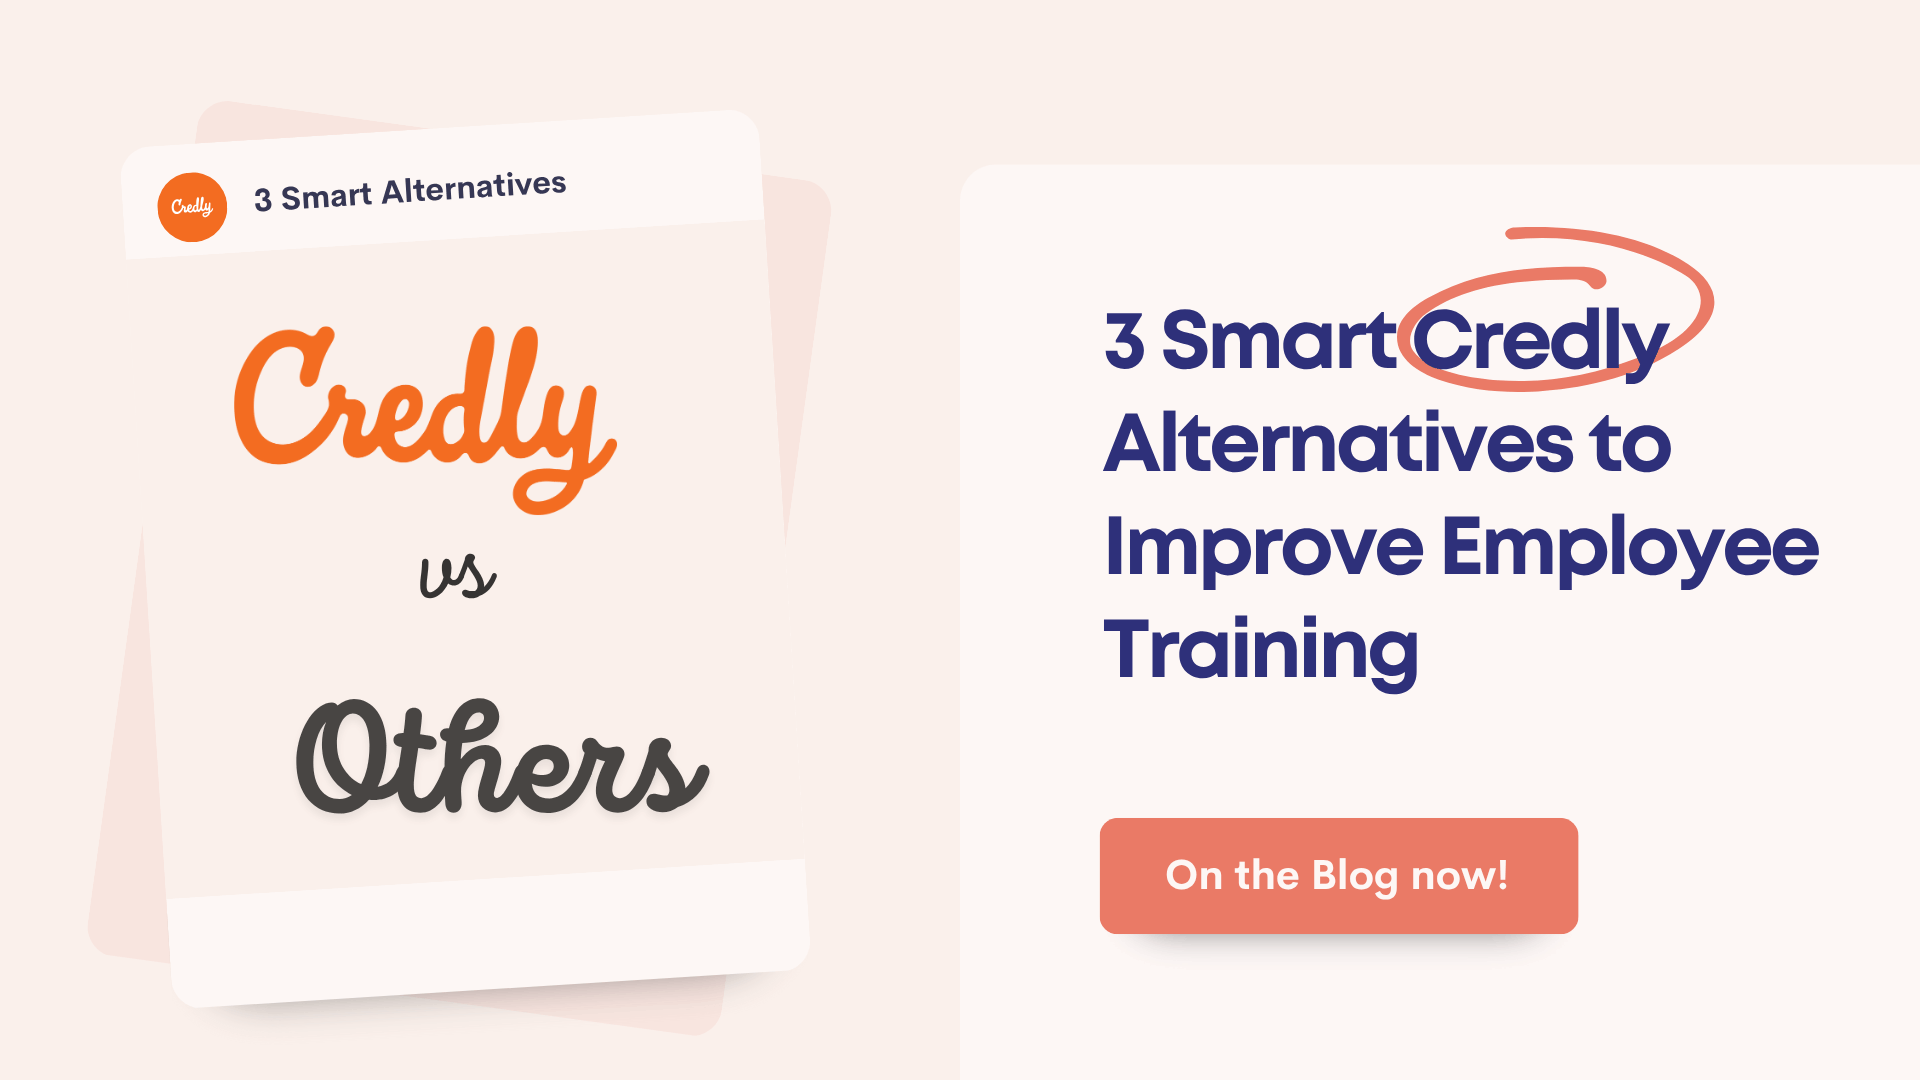 Credly
3 Smart Alternatives
Credly
vs
Others
3 Smart Credly
Alternatives to
Improve Employee
Training
On the Blog now!